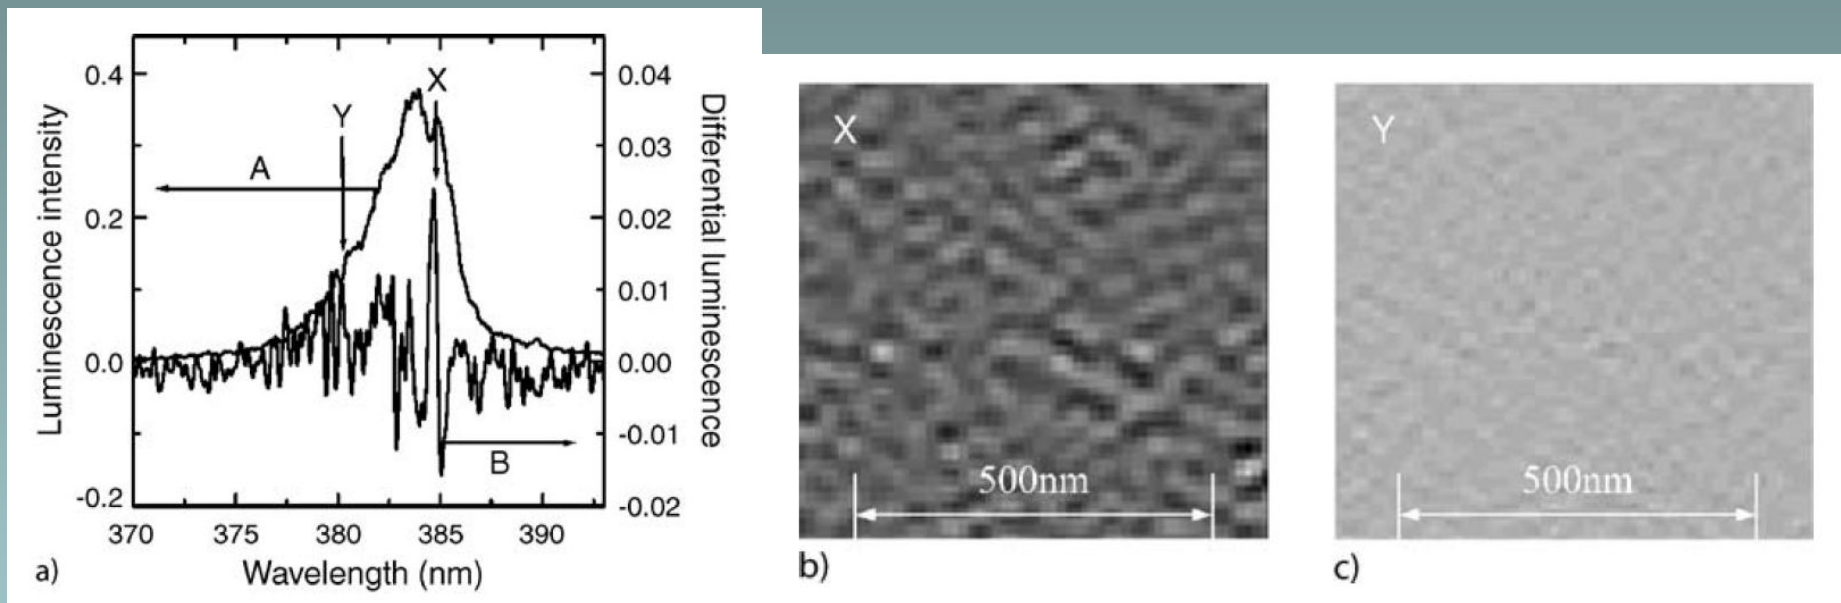 0.4
0.2
0.0
-0.2
0.04
0.03
0.02
0.01
0.00
-0.01
-0.02
X
Y
A
B
Luminescence intensity
Differential luminescence
370 375 380 385 390
Wavelength (nm)
a)
X
500nm
b)
Y
500nm
c)